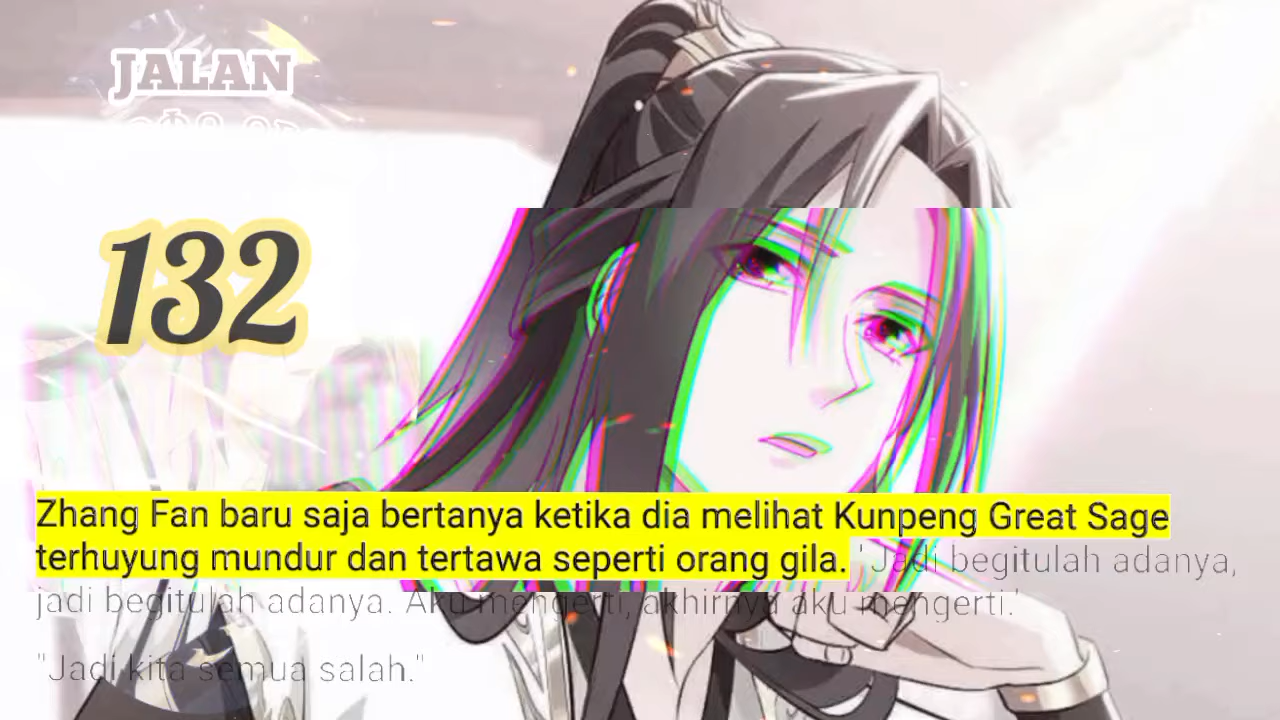 JALAN
132
Zhang Fan baru saja bertanya ketika dia melihat Kunpeng Great Sage
terhuyung mundur dan tertawa seperti orang gila. ' Jadi begitulah adanya,
jadi begitulah adanya. Aku mengerti, akhirnya aku mengerti.'
"Jadi kita semua salah."